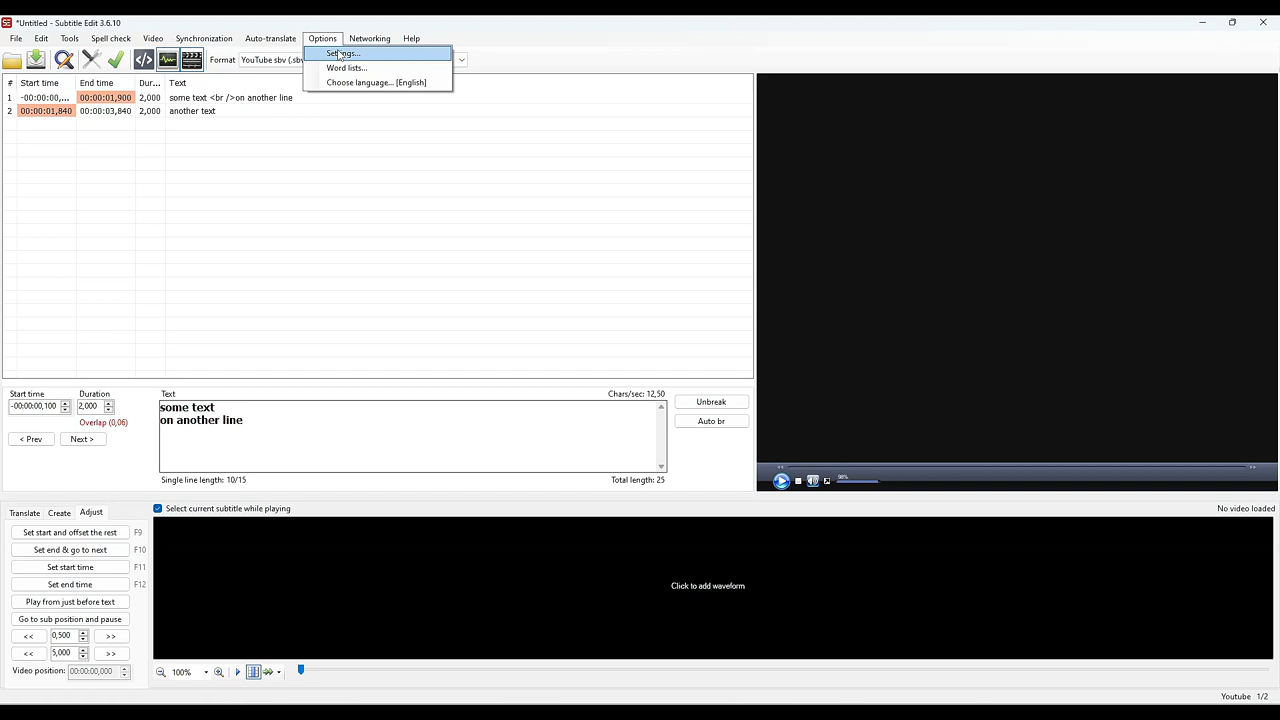 *Untitled - Subtitle Edit 3.6.10
File Edit Tools Spell check Video Synchronization Auto-translate Options Networking Help
Format YouTube sbv (.sbv
Settings...
Word lists...
Choose language... [English]
# Start time End time Dur... Text
1 -00:00:00,... 00:00:01,900 2,000 some text <br />on another line
2 00:00:01,840 00:00:03,840 2,000 another text
Start time Duration Text Chars/sec: 12,50
-00:00:00,100 2,000
some text
on another line
Unbreak
Auto br
Overlap (0,06)
< Prev Next >
Single line length: 10/15 Total length: 25
98%
Translate Create Adjust
Select current subtitle while playing No video loaded
Set start and offset the rest F9
Set end & go to next F10
Set start time F11
Set end time F12
Play from just before text
Go to sub position and pause
<< 0,500 >>
<< 5,000 >>
Video position: 00:00:00,000
Click to add waveform
100%
Youtube 1/2